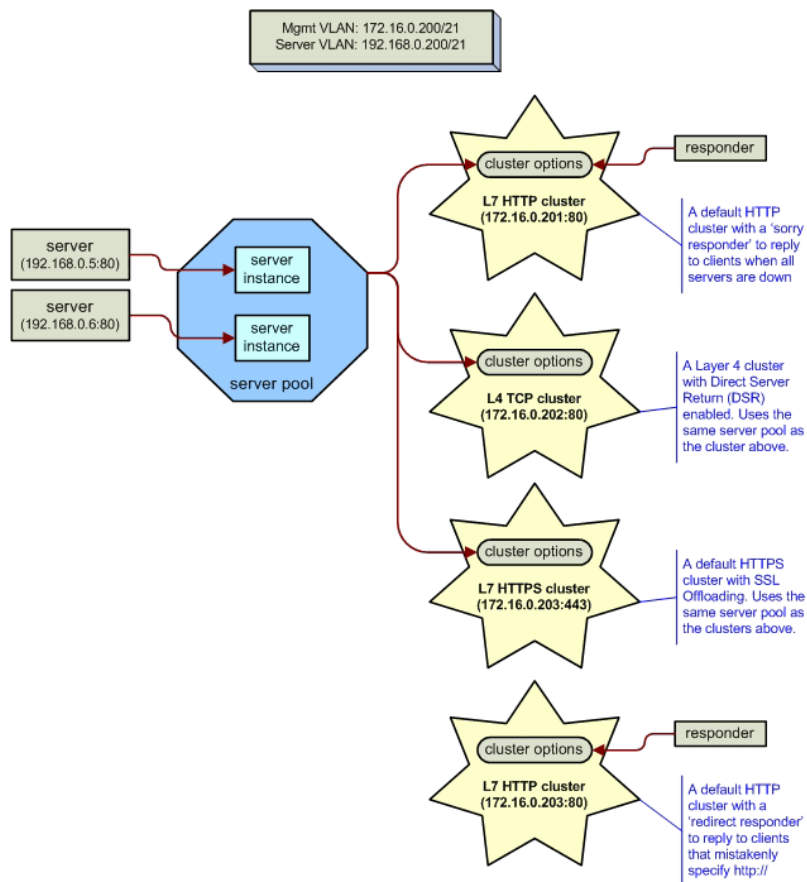 Mgmt VLAN: 172.16.0.200/21
Server VLAN: 192.168.0.200/21
server
(192.168.0.5:80)
server
(192.168.0.6:80)
server
instance
server
instance
server pool
cluster options
L7 HTTP cluster
(172.16.0.201:80)
responder
A default HTTP
cluster with a 'sorry
responder' to reply
to clients when all
servers are down
cluster options
L4 TCP cluster
(172.16.0.202:80)
A Layer 4 cluster
with Direct Server
Return (DSR)
enabled. Uses the
same server pool as
the cluster above.
cluster options
L7 HTTPS cluster
(172.16.0.203:443)
A default HTTPS
cluster with SSL
Offloading. Uses the
same server pool as
the clusters above.
cluster options
L7 HTTP cluster
(172.16.0.203:80)
responder
A default HTTP
cluster with a
'redirect responder'
to reply to clients
that mistakenly
specify http://